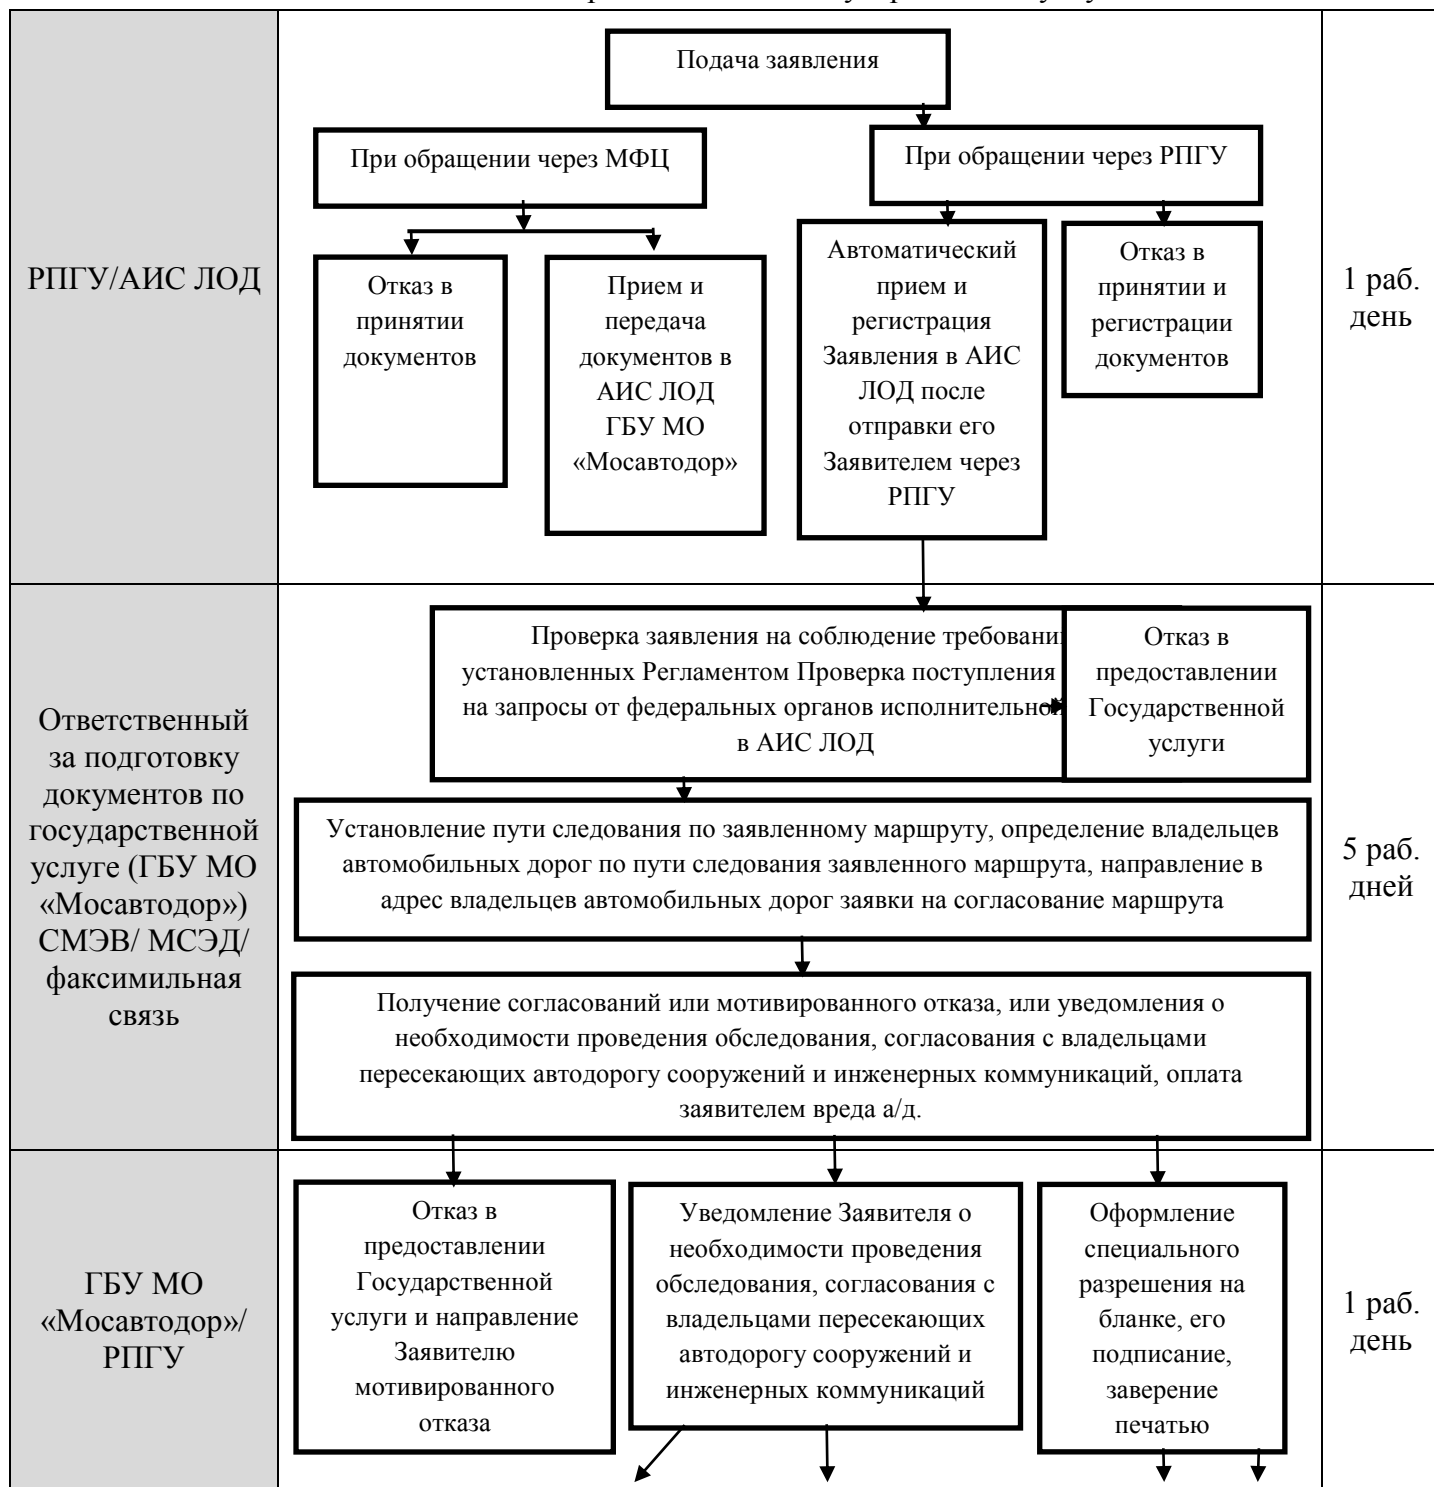 Подача заявления
При обращении через МФЦ
При обращении через РПГУ
РПГУ/АИС ЛОД
Отказ в
принятии
документов
Прием и
передача
документов в
АИС ЛОД
ГБУ МО
«Мосавтодор»
Автоматический
прием и
регистрация
Заявления в АИС
ЛОД после
отправки его
Заявителем через
РПГУ
Отказ в
принятии и
регистрации
документов
1 раб.
день
Ответственный
за подготовку
документов по
государственной
услуге (ГБУ МО
«Мосавтодор»)
СМЭВ/ МСЭД/
факсимильная
связь
Проверка заявления на соблюдение
установленных Регламентом Проверка поступления
на запросы от федеральных органов исполнительной
в АИС ЛОД
Отказ в
предоставлении
Государственной
услуги
Установление пути следования по заявленному маршруту, определение владельцев
автомобильных дорог по пути следования заявленного маршрута, направление в
адрес владельцев автомобильных дорог заявки на согласование маршрута
Получение согласований или мотивированного отказа, или уведомления о
необходимости проведения обследования, согласования с владельцами
пересекающих автодорогу сооружений и инженерных коммуникаций, оплата
заявителем вреда а/д.
5 раб.
дней
ГБУ МО
«Мосавтодор»/
РПГУ
Отказ в
предоставлении
Государственной
услуги и направление
Заявителю
мотивированного
отказа
Уведомление Заявителя о
необходимости проведения
обследования, согласования с
владельцами пересекающих
автодорогу сооружений и
инженерных коммуникаций
Оформление
специального
разрешения на
бланке, его
подписание,
заверение
печатью
1 раб.
день